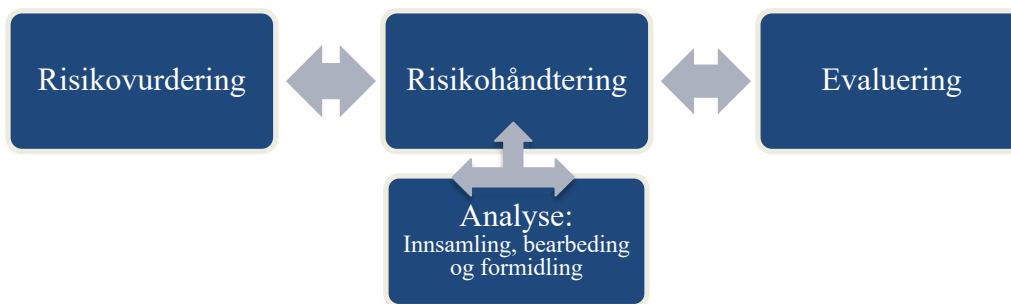 Risikovurdering
Risikohåndtering
Evaluering
Analyse:
Innsamling, bearbeding
og formidling